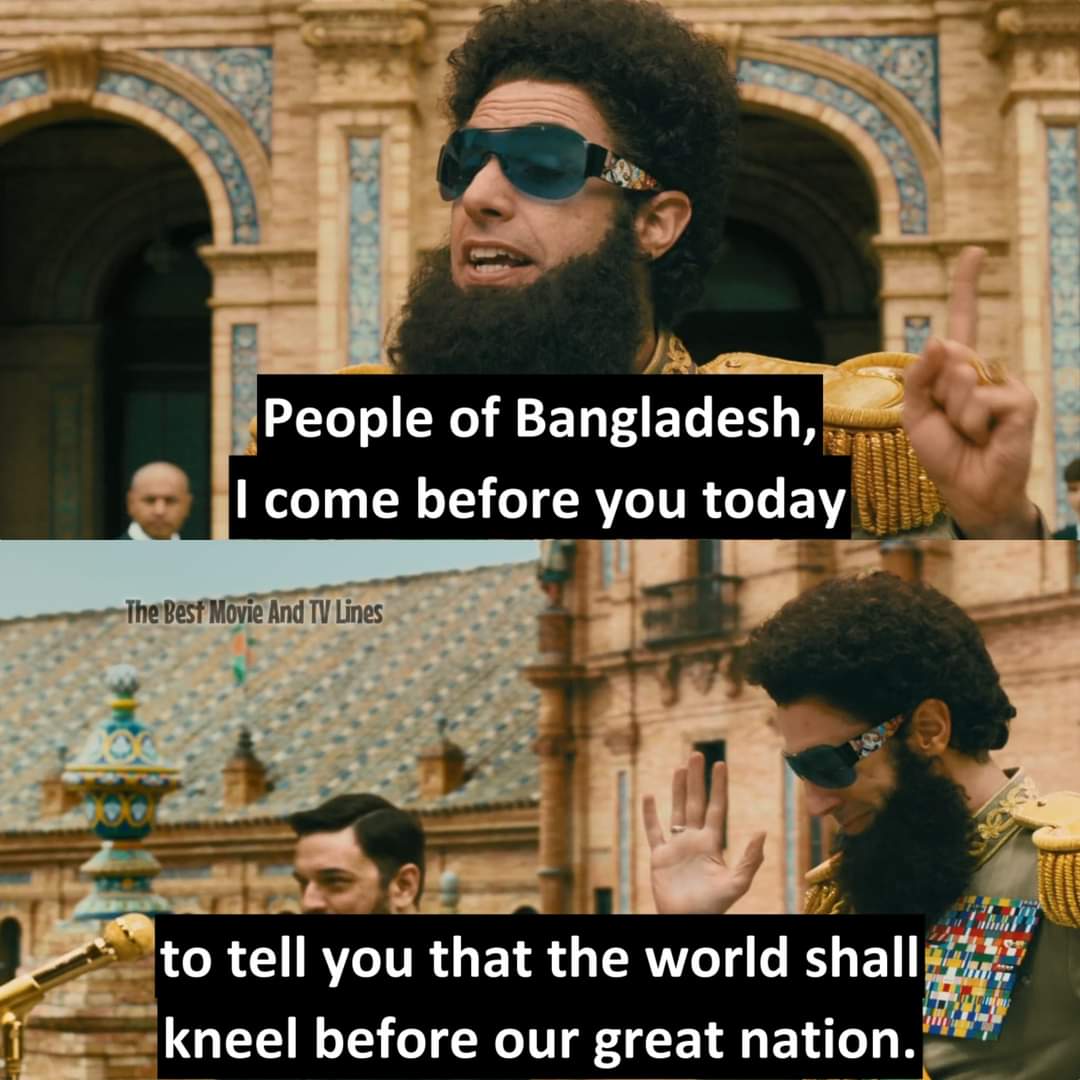 People of Bangladesh,
I come before you today
The Best Movie And TV Lines
to tell you that the world shall
kneel before our great nation.